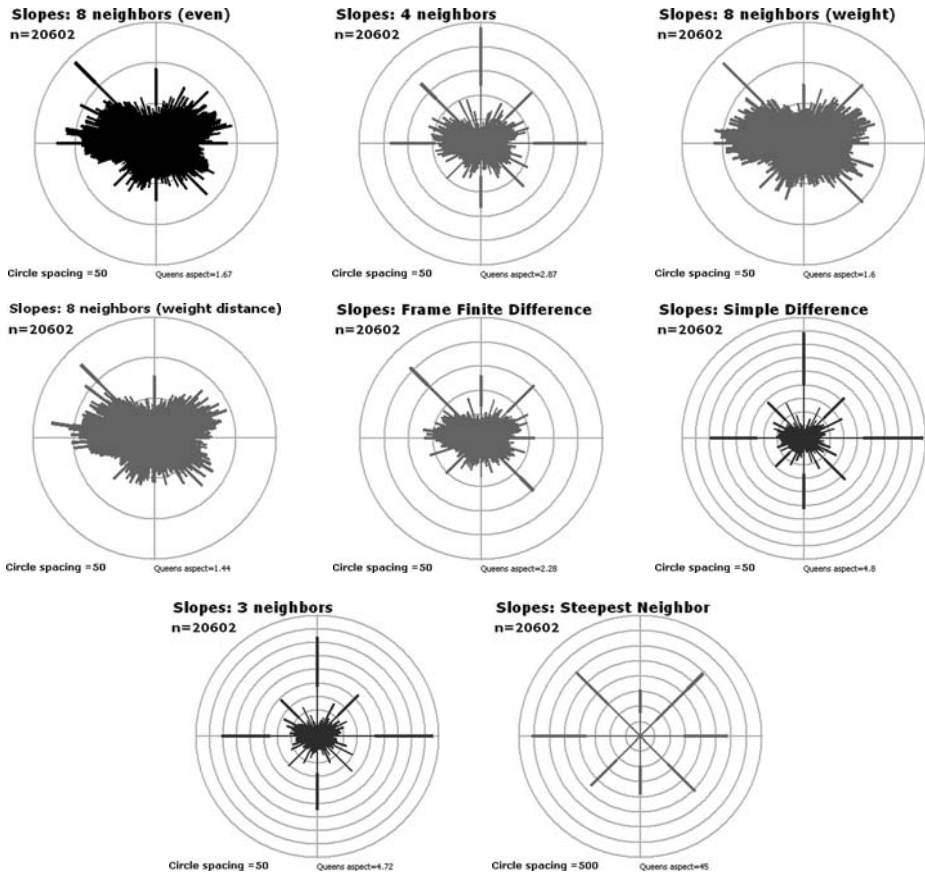 Slopes: 8 neighbors (even)
n=20602
Circle spacing =50
Queens aspect=1.67
Slopes: 4 neighbors
n=20602
Circle spacing =50
Queens aspect=2.87
Slopes: 8 neighbors (weight)
n=20602
Circle spacing =50
Queens aspect=1.6
Slopes: 8 neighbors (weight distance)
n=20602
Circle spacing =50
Queens aspect=1.44
Slopes: Frame Finite Difference
n=20602
Circle spacing =50
Queens aspect=2.28
Slopes: Simple Difference
n=20602
Circle spacing =50
Queens aspect=4.8
Slopes: 3 neighbors
n=20602
Circle spacing =50
Queens aspect=4.72
Slopes: Steepest Neighbor
n=20602
Circle spacing =500
Queens aspect=45